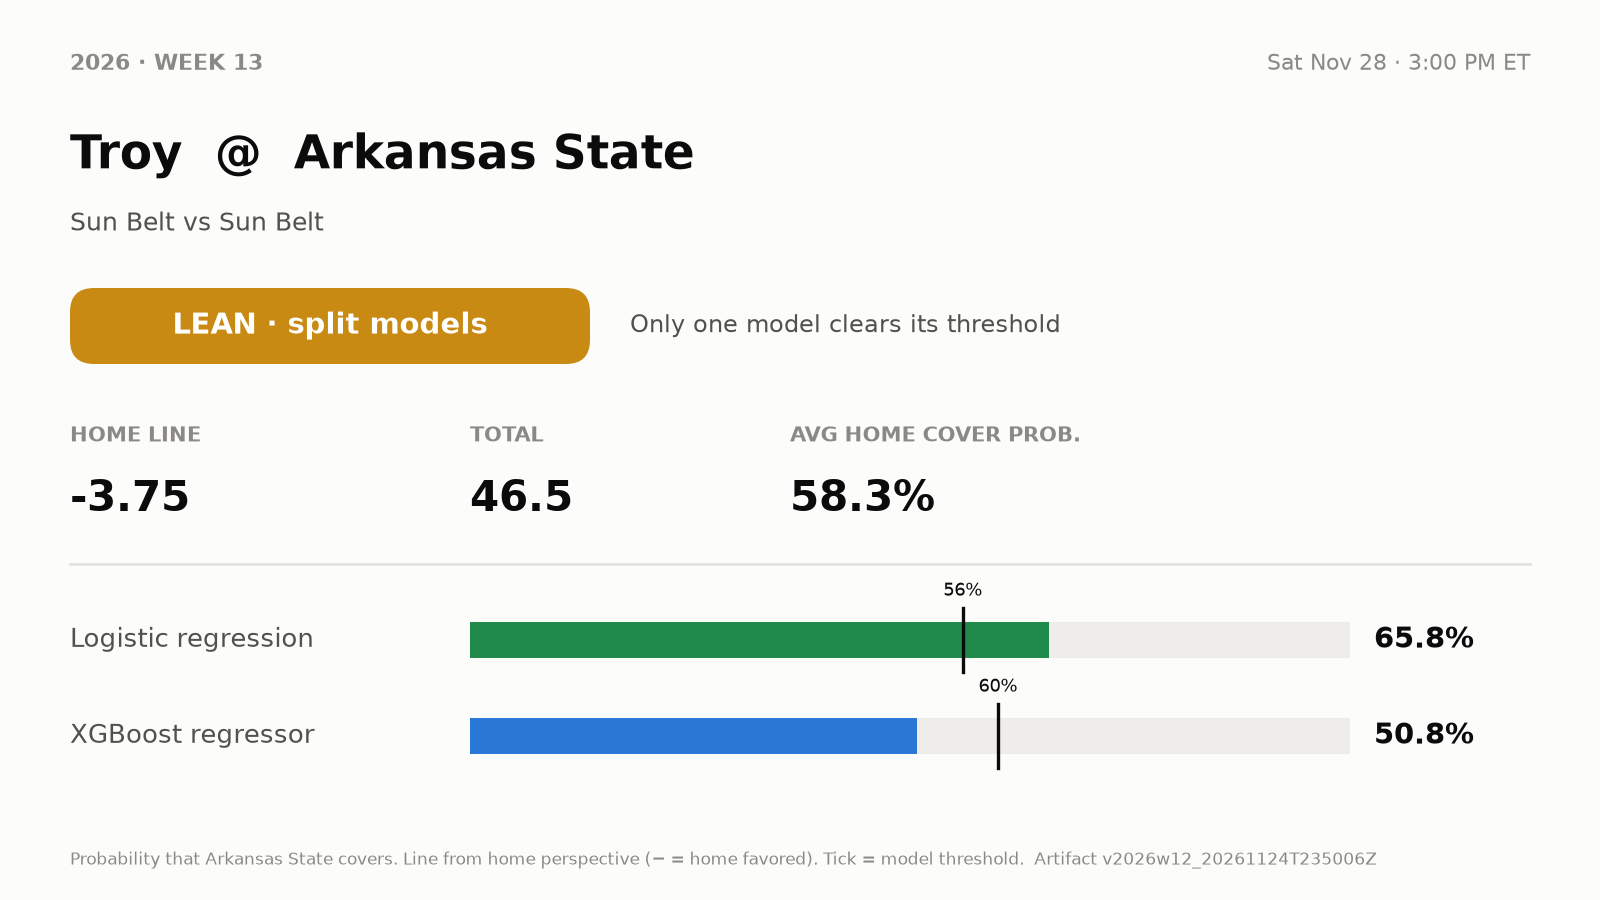 2026 · WEEK 13
Sat Nov 28 · 3:00 PM ET
Troy @ Arkansas State
Sun Belt vs Sun Belt
LEAN · split models
Only one model clears its threshold
HOME LINE
TOTAL
AVG HOME COVER PROB.
-3.75
46.5
58.3%
56%
Logistic regression
65.8%
60%
XGBoost regressor
50.8%
Probability that Arkansas State covers. Line from home perspective (− = home favored). Tick = model threshold. Artifact v2026w12_20261124T235006Z